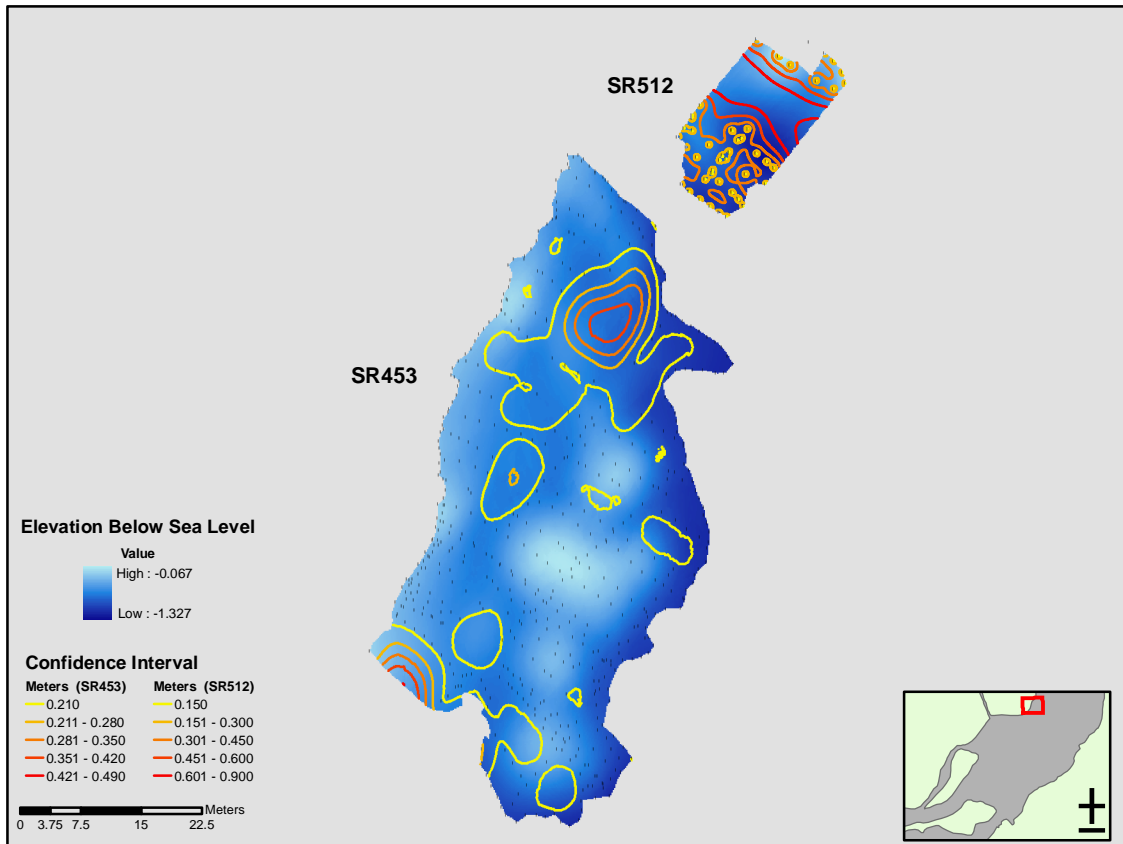 SR512
SR453
Elevation Below Sea Level
Value
High : -0.067
Low : -1.327
Confidence Interval
Meters (SR453) Meters (SR512)
0.210 0.150
0.211 - 0.280 0.151 - 0.300
0.281 - 0.350 0.301 - 0.450
0.351 - 0.420 0.451 - 0.600
0.421 - 0.490 0.601 - 0.900
Meters
0 3.75 7.5 15 22.5